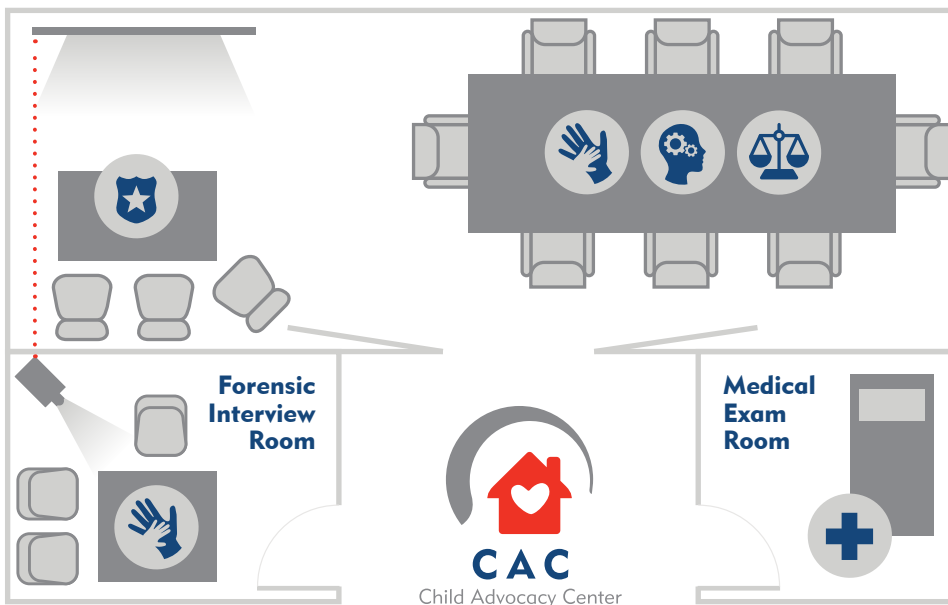 Forensic
Interview
Room
Medical
Exam
Room
CAC
Child Advocacy Center